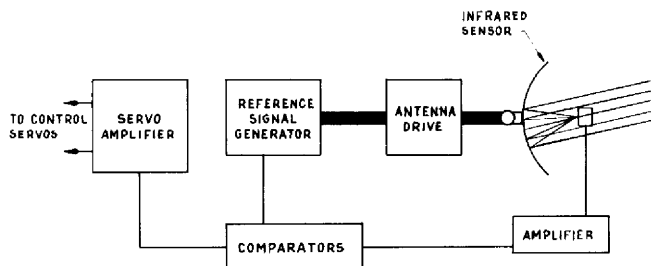 INFRARED
SENSOR
TO CONTROL
SERVOS
SERVO
AMPLIFIER
REFERENCE
SIGNAL
GENERATOR
ANTENNA
DRIVE
COMPARATORS
AMPLIFIER